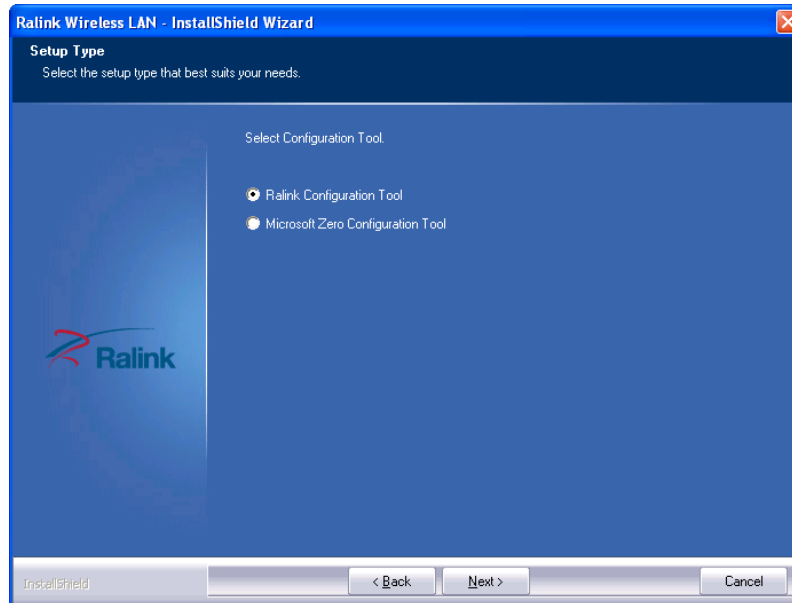 Ralink Wireless LAN - InstallShield Wizard
Setup Type
Select the setup type that best suits your needs.
Select Configuration Tool.
Ralink Configuration Tool
Microsoft Zero Configuration Tool
Ralink
InstallShield
< Back
Next >
Cancel